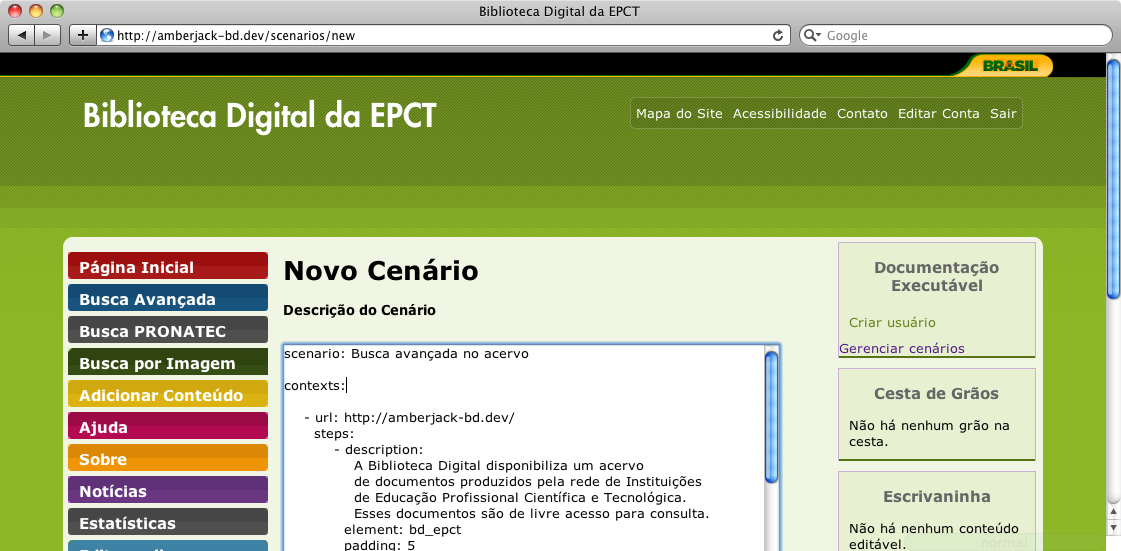 Biblioteca Digital da EPCT
http://amberjack-bd.dev/scenarios/new
Google
BRASIL
Biblioteca Digital da EPCT
Mapa do Site Acessibilidade Contato Editar Conta Sair
Página Inicial
Busca Avançada
Busca PRONATEC
Busca por Imagem
Adicionar Conteúdo
Ajuda
Sobre
Notícias
Estatísticas
Novo Cenário
Descrição do Cenário
scenario: Busca avançada no acervo
contexts:
- url: http://amberjack-bd.dev/
steps:
- description:
A Biblioteca Digital disponibiliza um acervo
de documentos produzidos pela rede de Instituições
de Educação Profissional Científica e Tecnológica.
Esses documentos são de livre acesso para consulta.
element: bd_epct
padding: 5
Documentação
Executável
Criar usuário
Gerenciar cenários
Cesta de Grãos
Não há nenhum grão na
cesta.
Escrivaninha
Não há nenhum conteúdo
editável.
normal